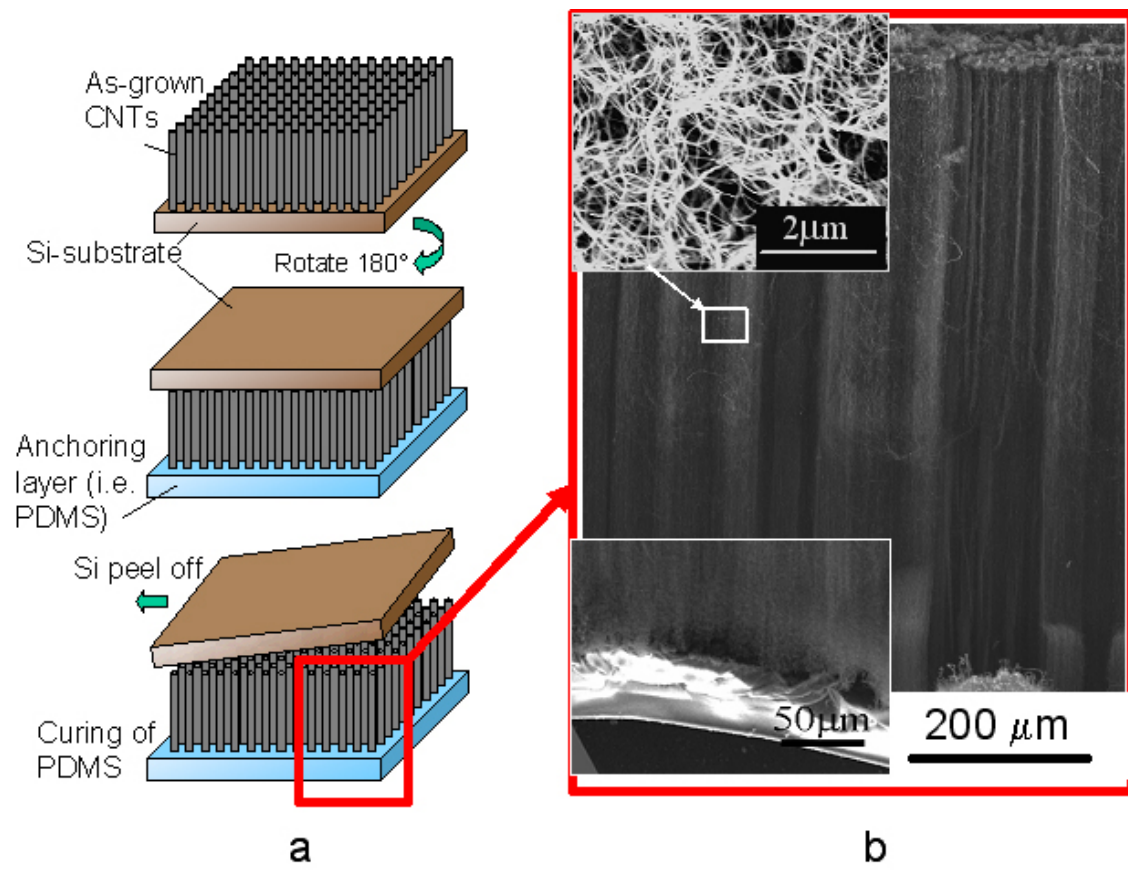 As-grown
CNTs
Si-substrate
Rotate 180°
Anchoring
layer (i.e.
PDMS)
Si peel off
Curing of
PDMS
a
2μm
50μm
200 μm
b